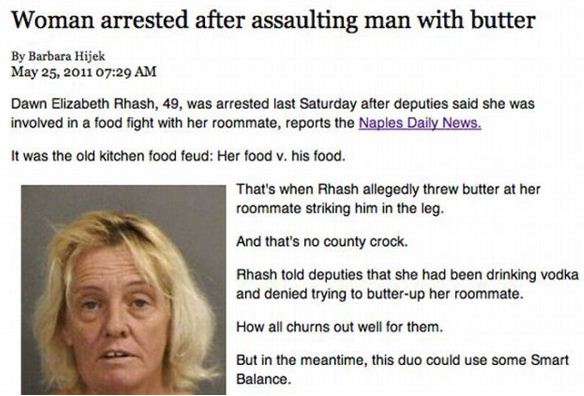 Woman arrested after assaulting man with butter
By Barbara Hijek
May 25, 2011 07:29 AM
Dawn Elizabeth Rhash, 49, was arrested last Saturday after deputies said she was
involved in a food fight with her roommate, reports the Naples Daily News.
It was the old kitchen food feud: Her food v. his food.
That's when Rhash allegedly threw butter at her
roommate striking him in the leg.
And that's no county crock.
Rhash told deputies that she had been drinking vodka
and denied trying to butter-up her roommate.
How all churns out well for them.
But in the meantime, this duo could use some Smart
Balance.